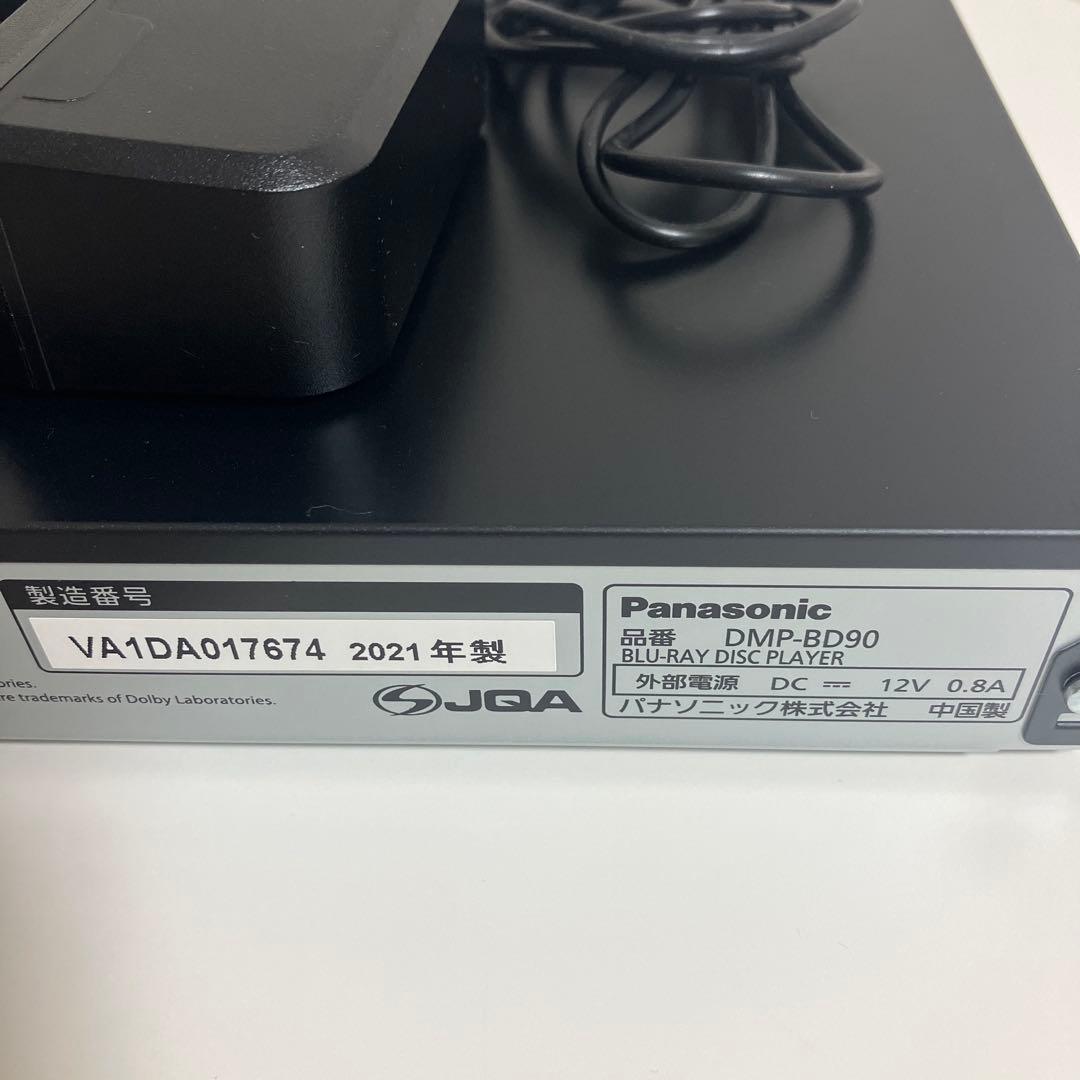 製造番号
VA1DA017674 2021年製
ories.
re trademarks of Dolby Laboratories.
JQA
Panasonic
品番 DMP-BD90
BLU-RAY DISC PLAYER
外部電源 DC ⎓ 12V 0.8A
パナソニック株式会社 中国製